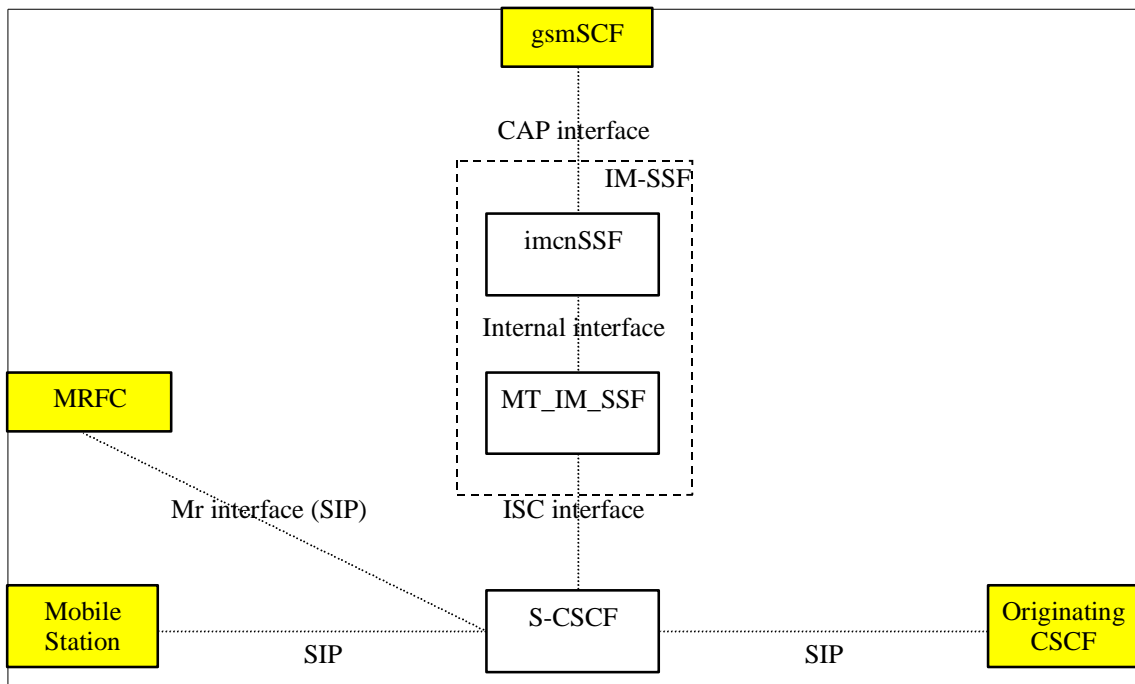 gsmSCF
CAP interface
IM-SSF
imcnSSF
Internal interface
MRFC
MT_IM_SSF
Mr interface (SIP)
ISC interface
Mobile
Station
SIP
S-CSCF
SIP
Originating
CSCF